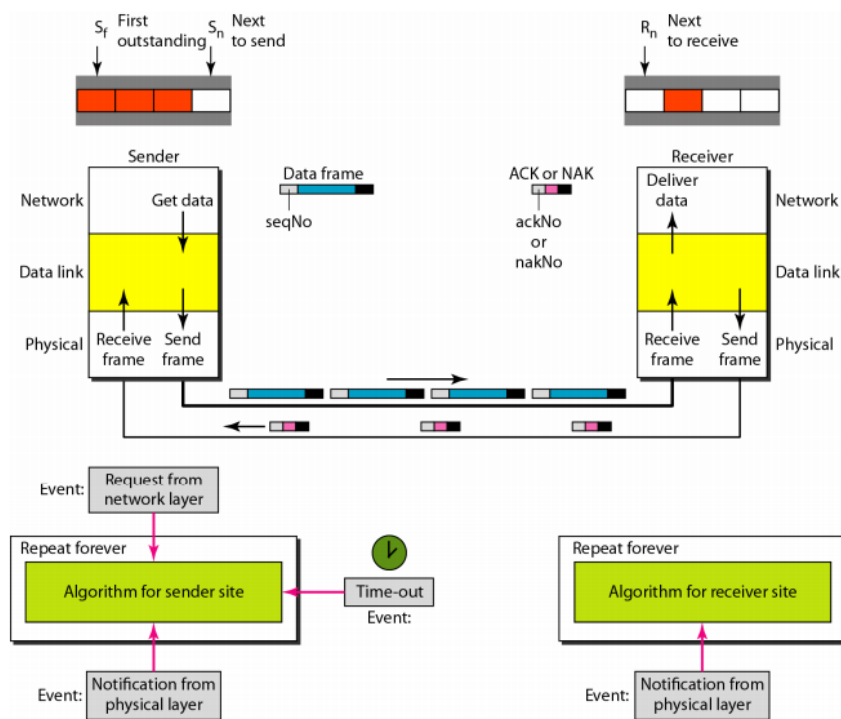 Sf First outstanding
Sn Next to send
Rn Next to receive
Sender
Receiver
Data frame
seqNo
ACK or NAK
ackNo
or
nakNo
Network
Get data
Deliver
data
Network
Data link
Data link
Physical
Receive
frame
Send
frame
Receive
frame
Send
frame
Physical
Event:
Request from
network layer
Repeat forever
Algorithm for sender site
Time-out
Event:
Event:
Notification from
physical layer
Repeat forever
Algorithm for receiver site
Event:
Notification from
physical layer